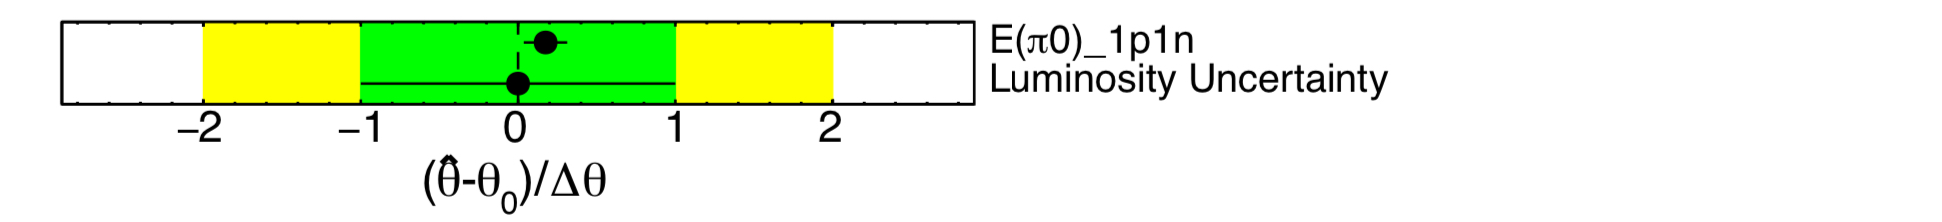 E(π0)_1p1n
Luminosity Uncertainty
−2 −1 0 1 2
(θ̂-θ₀)/Δθ